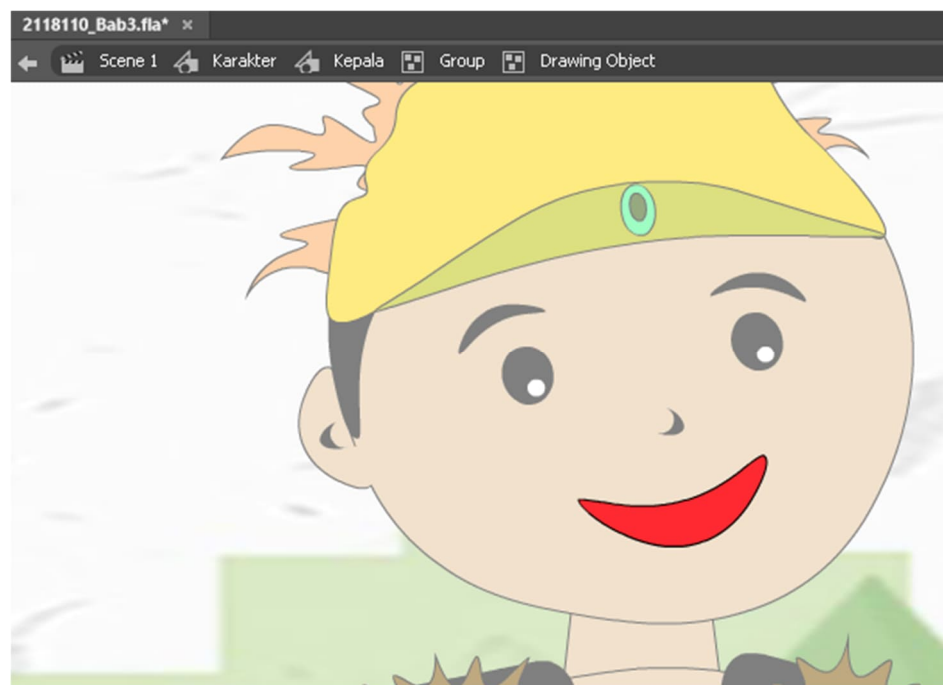 2118110_Bab3.fla* ×
Scene 1 Karakter Kepala Group Drawing Object